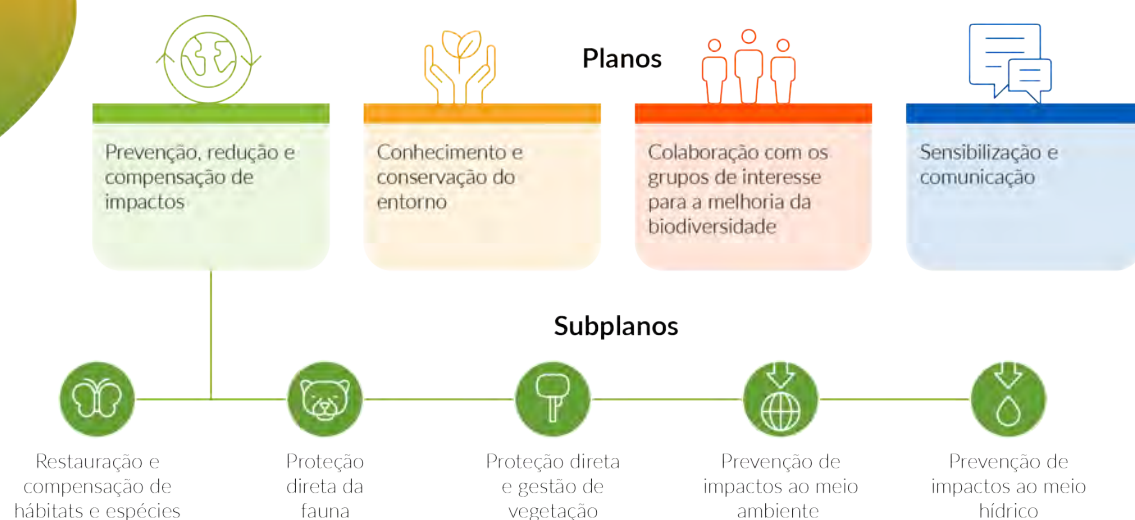 Planos
Prevenção, redução e
compensação de
impactos
Conhecimento e
conservação do
entorno
Colaboração com os
grupos de interesse
para a melhoria da
biodiversidade
Sensibilização e
comunicação
Subplanos
Restauração e
compensação de
hábitats e espécies
Proteção
direta da
fauna
Proteção direta
e gestão de
vegetação
Prevenção de
impactos ao meio
ambiente
Prevenção de
impactos ao meio
hídrico